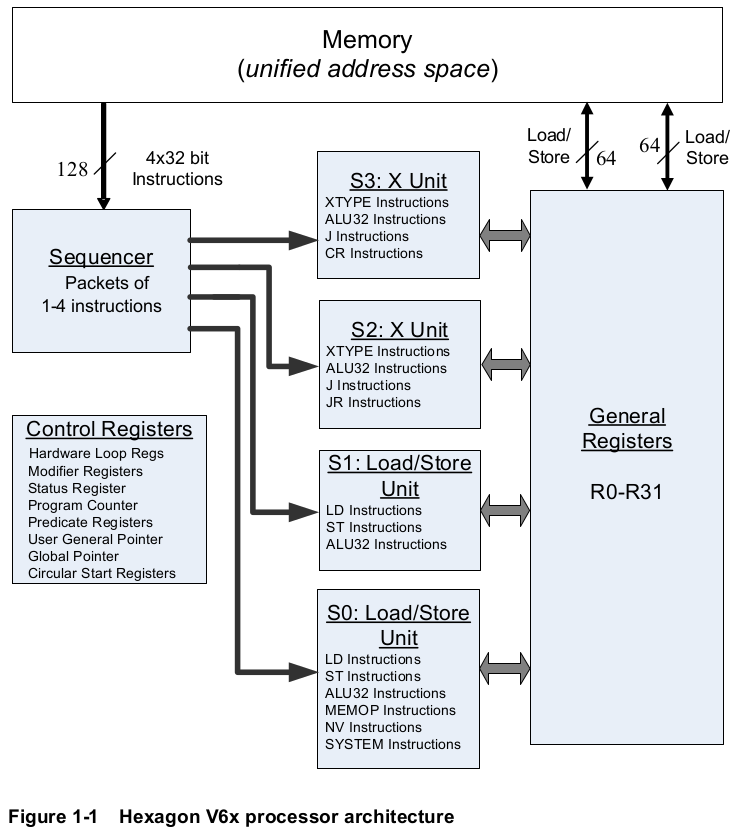 Memory
(unified address space)
128
4x32 bit
Instructions
Load/
Store
64
64
Load/
Store
Sequencer
Packets of
1-4 instructions
S3: X Unit
XTYPE Instructions
ALU32 Instructions
J Instructions
CR Instructions
S2: X Unit
XTYPE Instructions
ALU32 Instructions
J Instructions
JR Instructions
General
Registers
R0-R31
Control Registers
Hardware Loop Regs
Modifier Registers
Status Register
Program Counter
Predicate Registers
User General Pointer
Global Pointer
Circular Start Registers
S1: Load/Store
Unit
LD Instructions
ST Instructions
ALU32 Instructions
S0: Load/Store
Unit
LD Instructions
ST Instructions
ALU32 Instructions
MEMOP Instructions
NV Instructions
SYSTEM Instructions
Figure 1-1 Hexagon V6x processor architecture